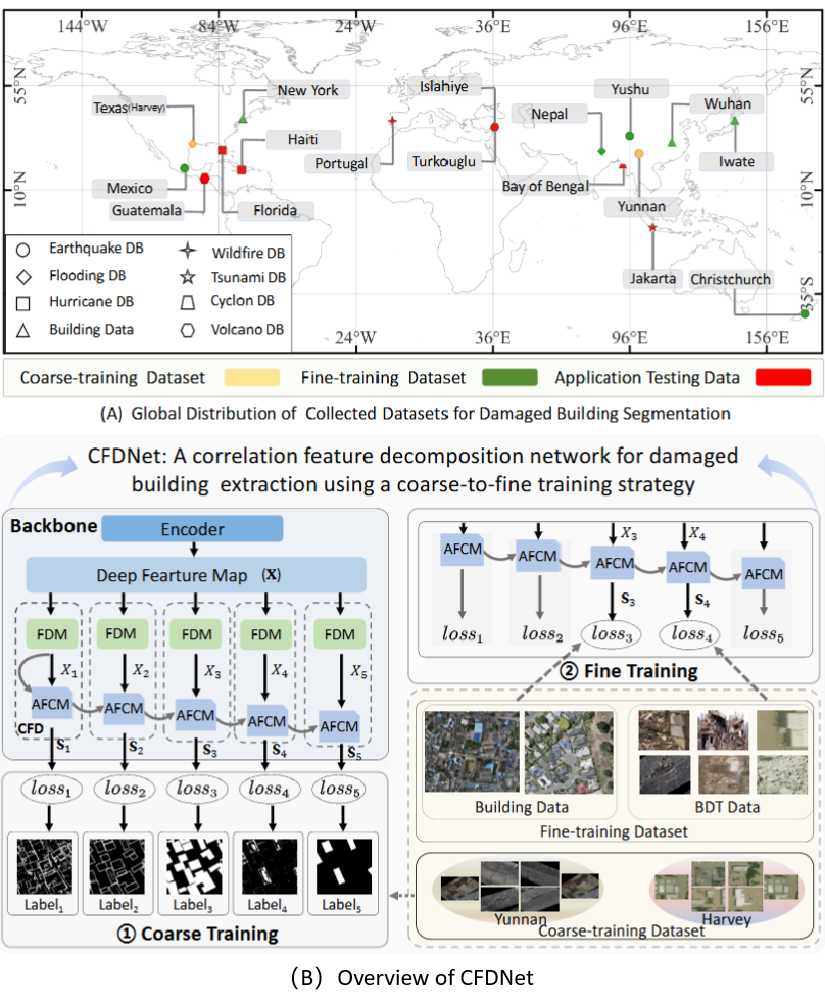 144°W 84°W 24°W 36°E 96°E 156°E
55°N
55°N
10°N
10°N
35°S
New York
Islahiye
Yushu
Texas(Harvey)
Nepal
Wuhan
Haiti
Portugal
Turkouglu
Iwate
Mexico
Bay of Bengal
Guatemala
Florida
Yunnan
Jakarta
Christchurch
Earthquake DB
Wildfire DB
Flooding DB
Tsunami DB
Hurricane DB
Cyclon DB
Building Data
Volcano DB
24°W 36°E 96°E 156°E
Coarse-training Dataset Fine-training Dataset Application Testing Data
(A) Global Distribution of Collected Datasets for Damaged Building Segmentation
CFDNet: A correlation feature decomposition network for damaged
building extraction using a coarse-to-fine training strategy
Backbone
Encoder
Deep Fearture Map (X)
FDM FDM FDM FDM FDM
X1 X2 X3 X4 X5
AFCM AFCM AFCM AFCM AFCM
CFD
S1 S2 S3 S4 S5
loss1 loss2 loss3 loss4 loss5
Label1 Label2 Label3 Label4 Label5
① Coarse Training
X3 X4
AFCM AFCM AFCM AFCM AFCM
S3 S4
loss1 loss2 loss3 loss4 loss5
② Fine Training
Building Data
BDT Data
Fine-training Dataset
Yunnan
Harvey
Coarse-training Dataset
(B) Overview of CFDNet